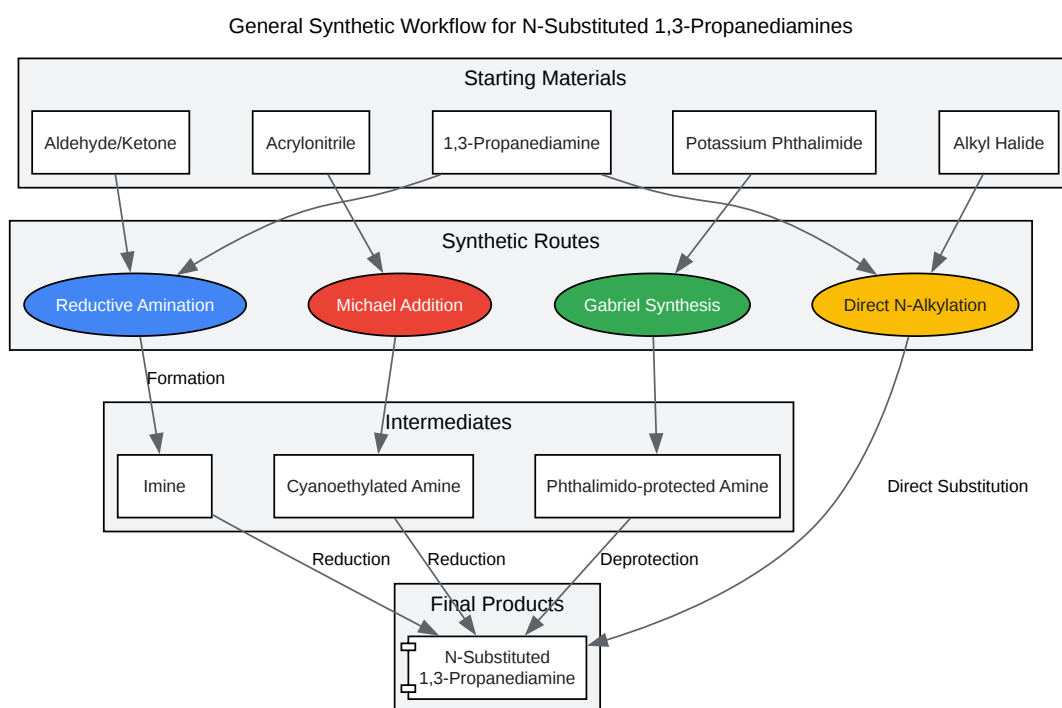 General Synthetic Workflow for N-Substituted 1,3-Propanediamines
Starting Materials
Aldehyde/Ketone
Acrylonitrile
1,3-Propanediamine
Potassium Phthalimide
Alkyl Halide
Synthetic Routes
Reductive Amination
Michael Addition
Gabriel Synthesis
Direct N-Alkylation
Formation
Intermediates
Imine
Cyanoethylated Amine
Phthalimido-protected Amine
Direct Substitution
Reduction
Reduction
Deprotection
Final Products
N-Substituted
1,3-Propanediamine